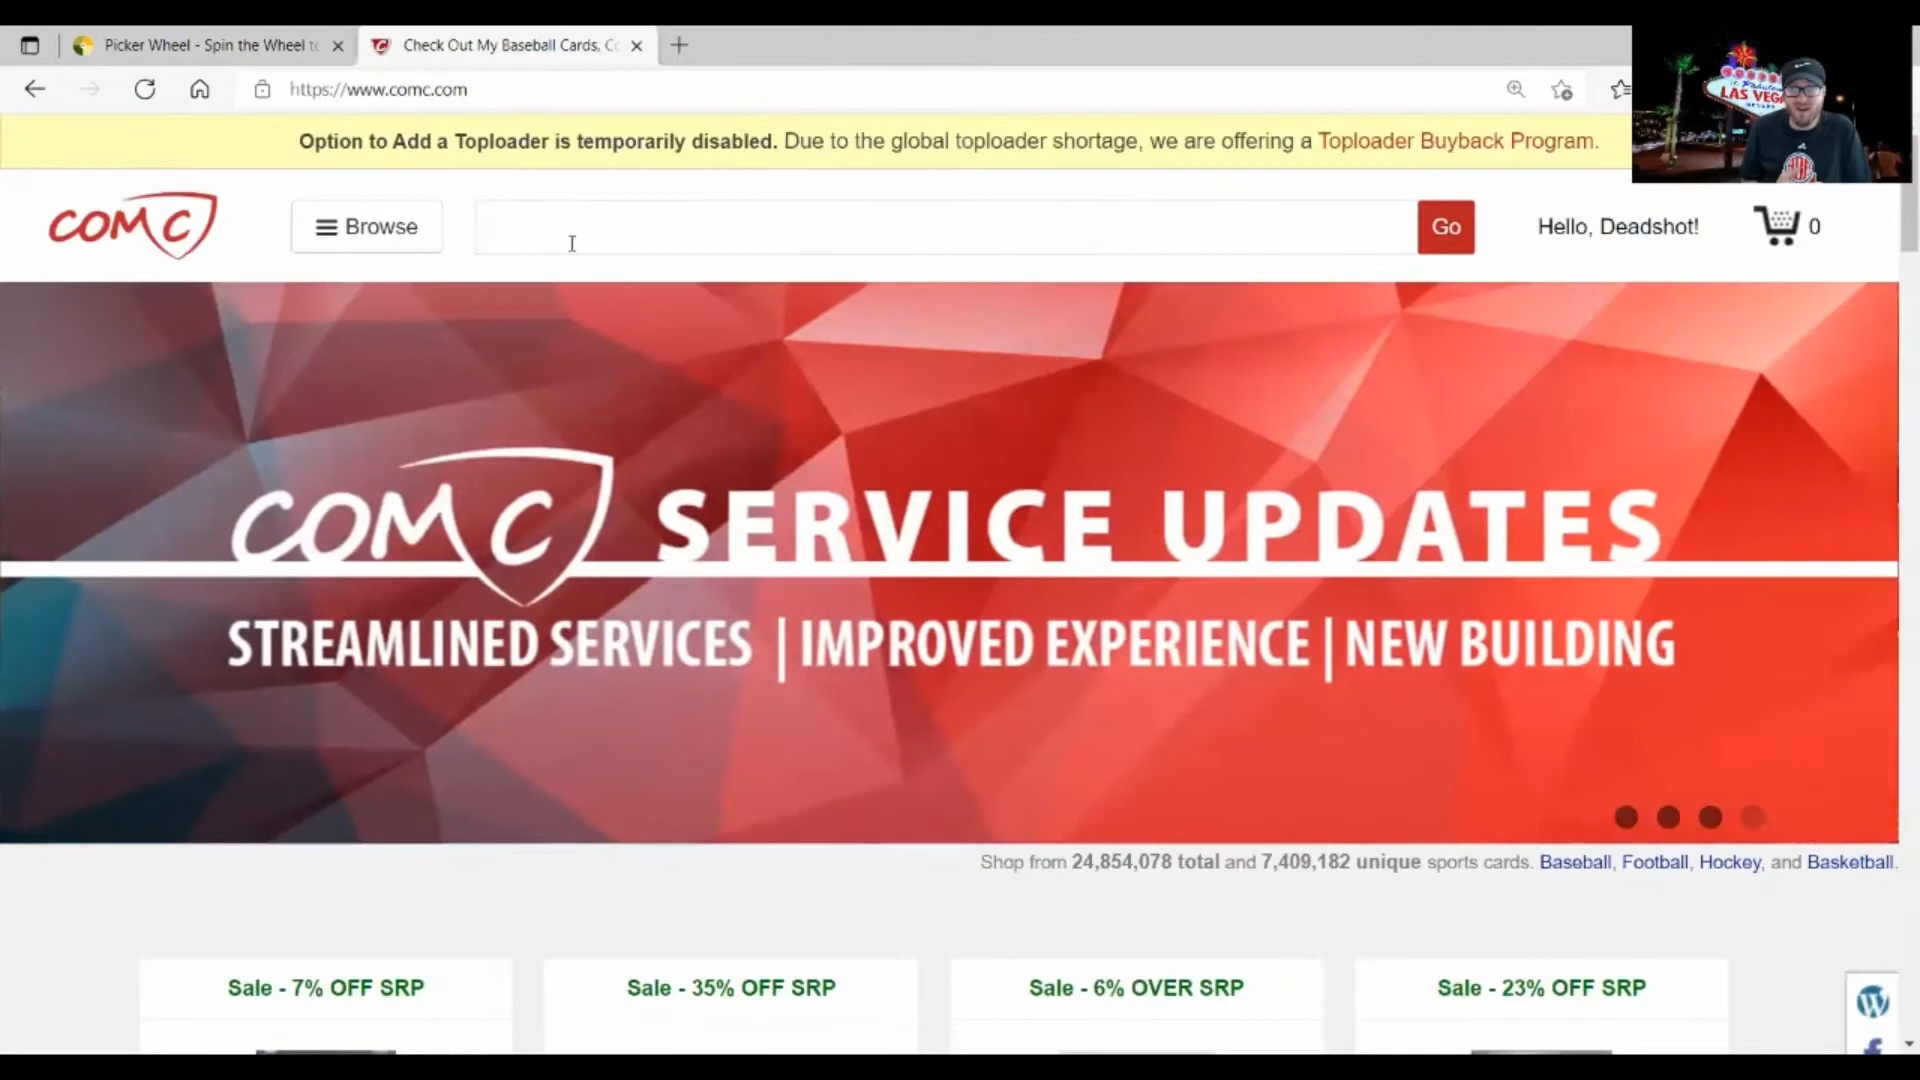 Picker Wheel - Spin the Wheel to
Check Out My Baseball Cards, Co
https://www.comc.com
Option to Add a Toploader is temporarily disabled. Due to the global toploader shortage, we are offering a Toploader Buyback Program.
LAS VEG
COMC
Browse
Go
Hello, Deadshot!
0
COMC SERVICE UPDATES
STREAMLINED SERVICES | IMPROVED EXPERIENCE | NEW BUILDING
Shop from 24,854,078 total and 7,409,182 unique sports cards. Baseball, Football, Hockey, and Basketball.
Sale - 7% OFF SRP
Sale - 35% OFF SRP
Sale - 6% OVER SRP
Sale - 23% OFF SRP